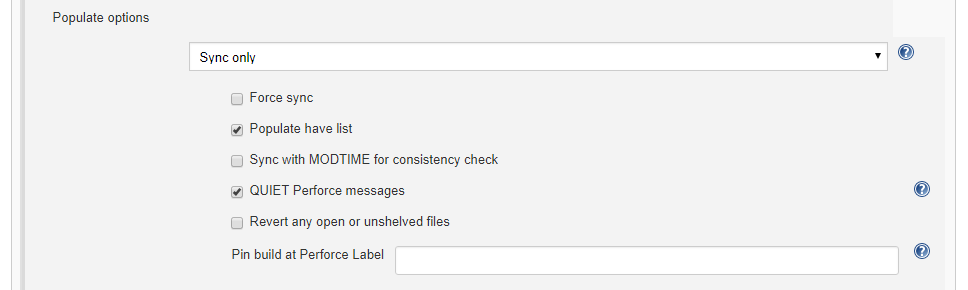 Populate options
Sync only
Force sync
Populate have list
Sync with MODTIME for consistency check
QUIET Perforce messages
Revert any open or unshelved files
Pin build at Perforce Label